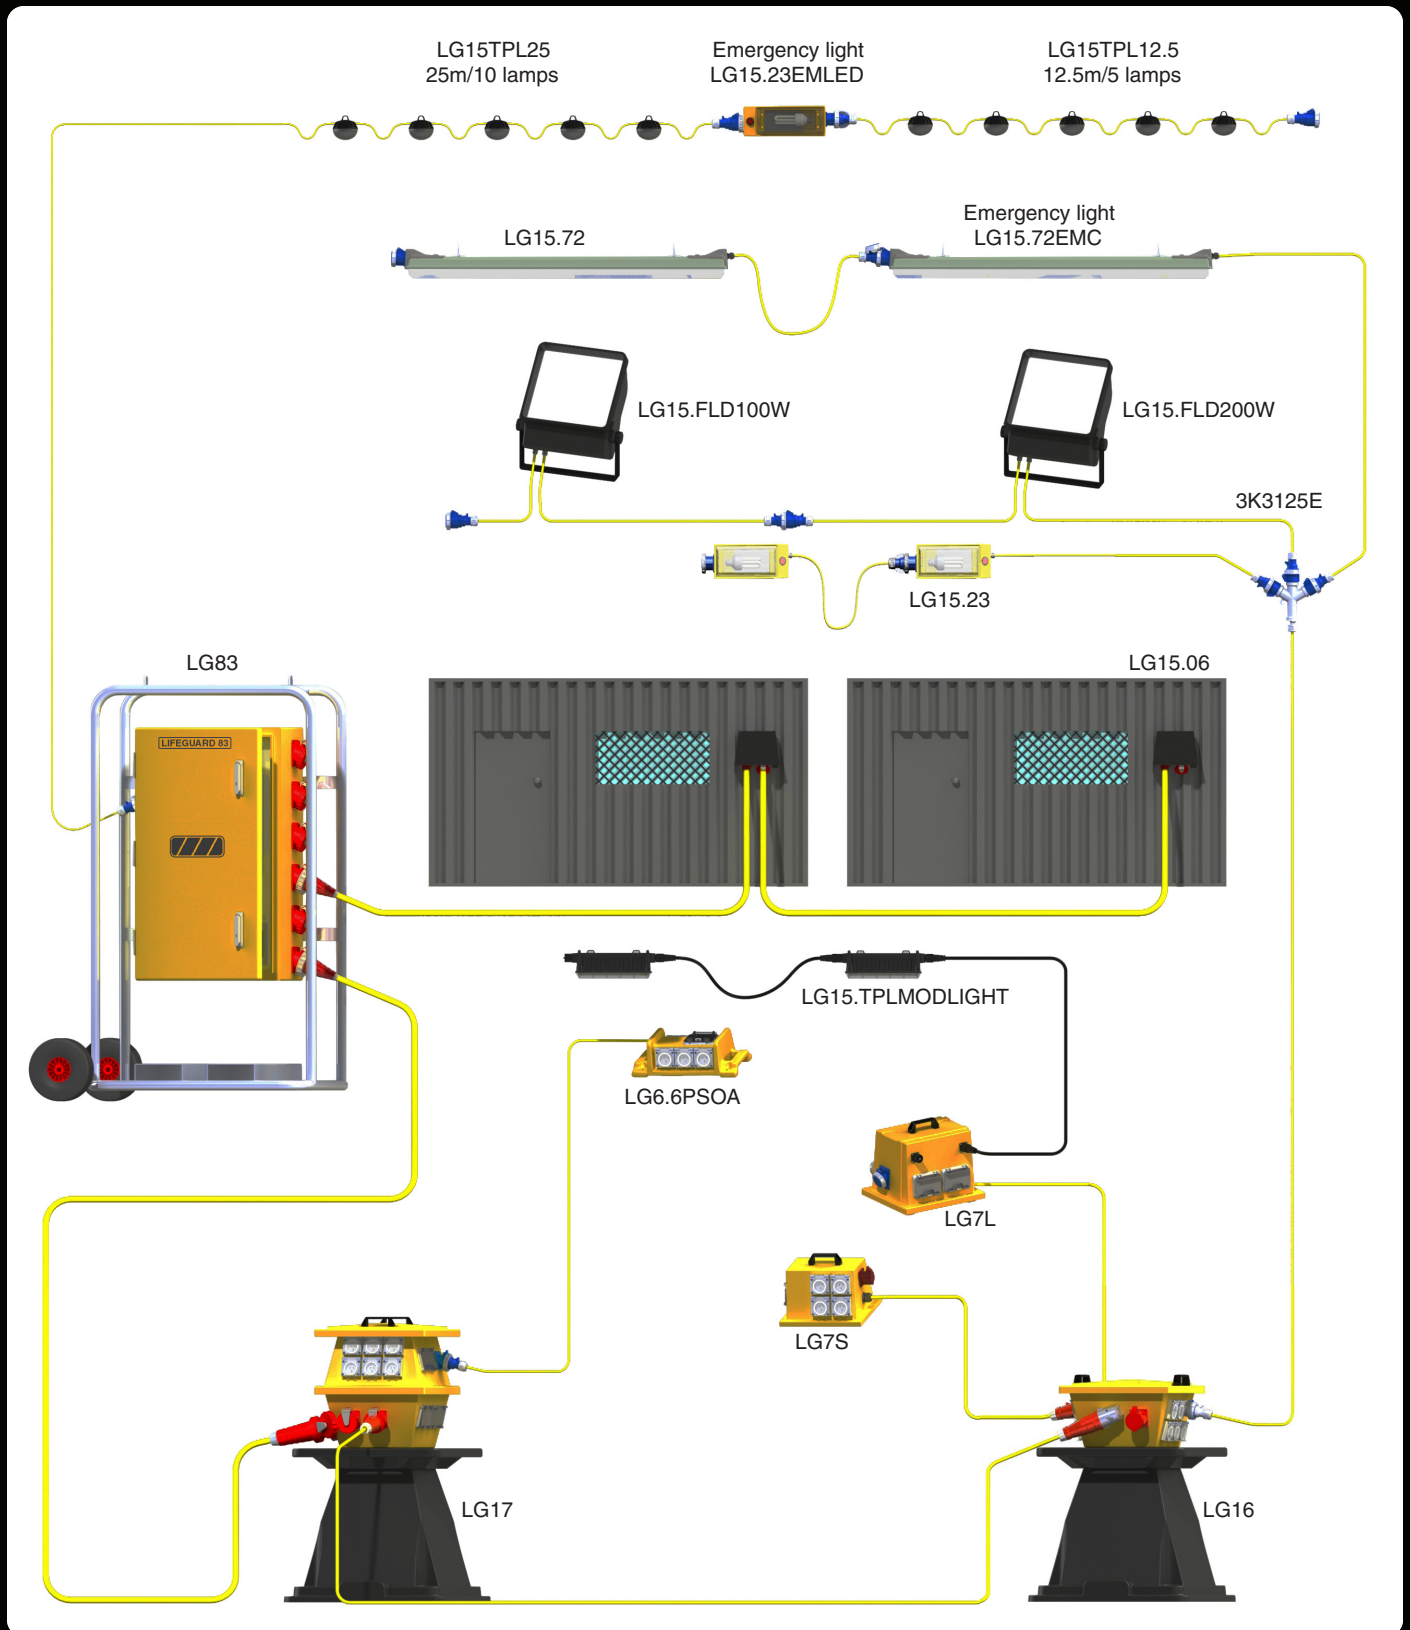 LG15TPL25
25m/10 lamps
Emergency light
LG15.23EMLED
LG15TPL12.5
12.5m/5 lamps
LG15.72
Emergency light
LG15.72EMC
LG15.FLD100W
LG15.FLD200W
3K3125E
LG15.23
LG83
LG15.06
LIFEGUARD 83
LG15.TPLMODLIGHT
LG6.6PSOA
LG7L
LG7S
LG17
LG16